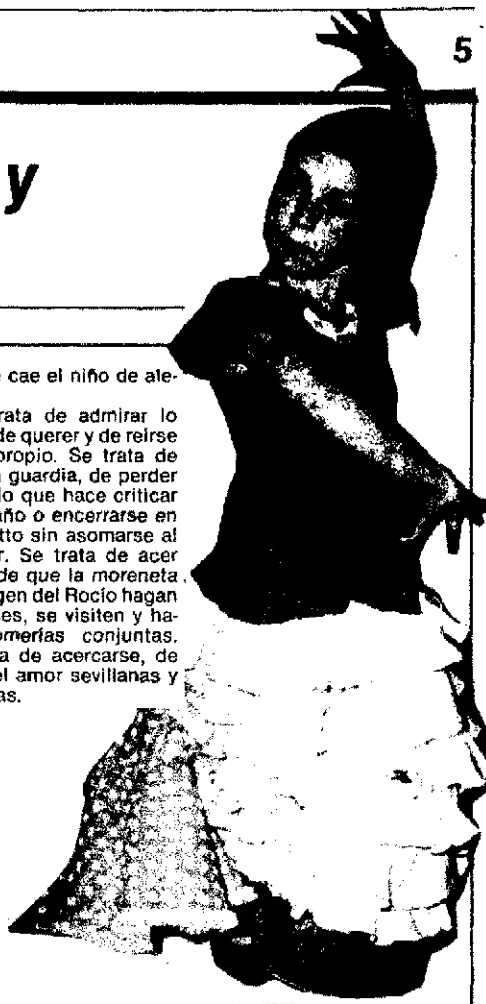 5
y
cae el niño de ale-
rata de admirar lo
de querer y de reirse
propio. Se trata de
guardia, de perder
lo que hace criticar
año o encerrarse en
tto sin asomarse al
r. Se trata de acer
de que la moreneta
gen del Rocío hagan
ses, se visiten y ha-
omerías conjuntas.
a de acercarse, de
el amor sevillanas y
as.